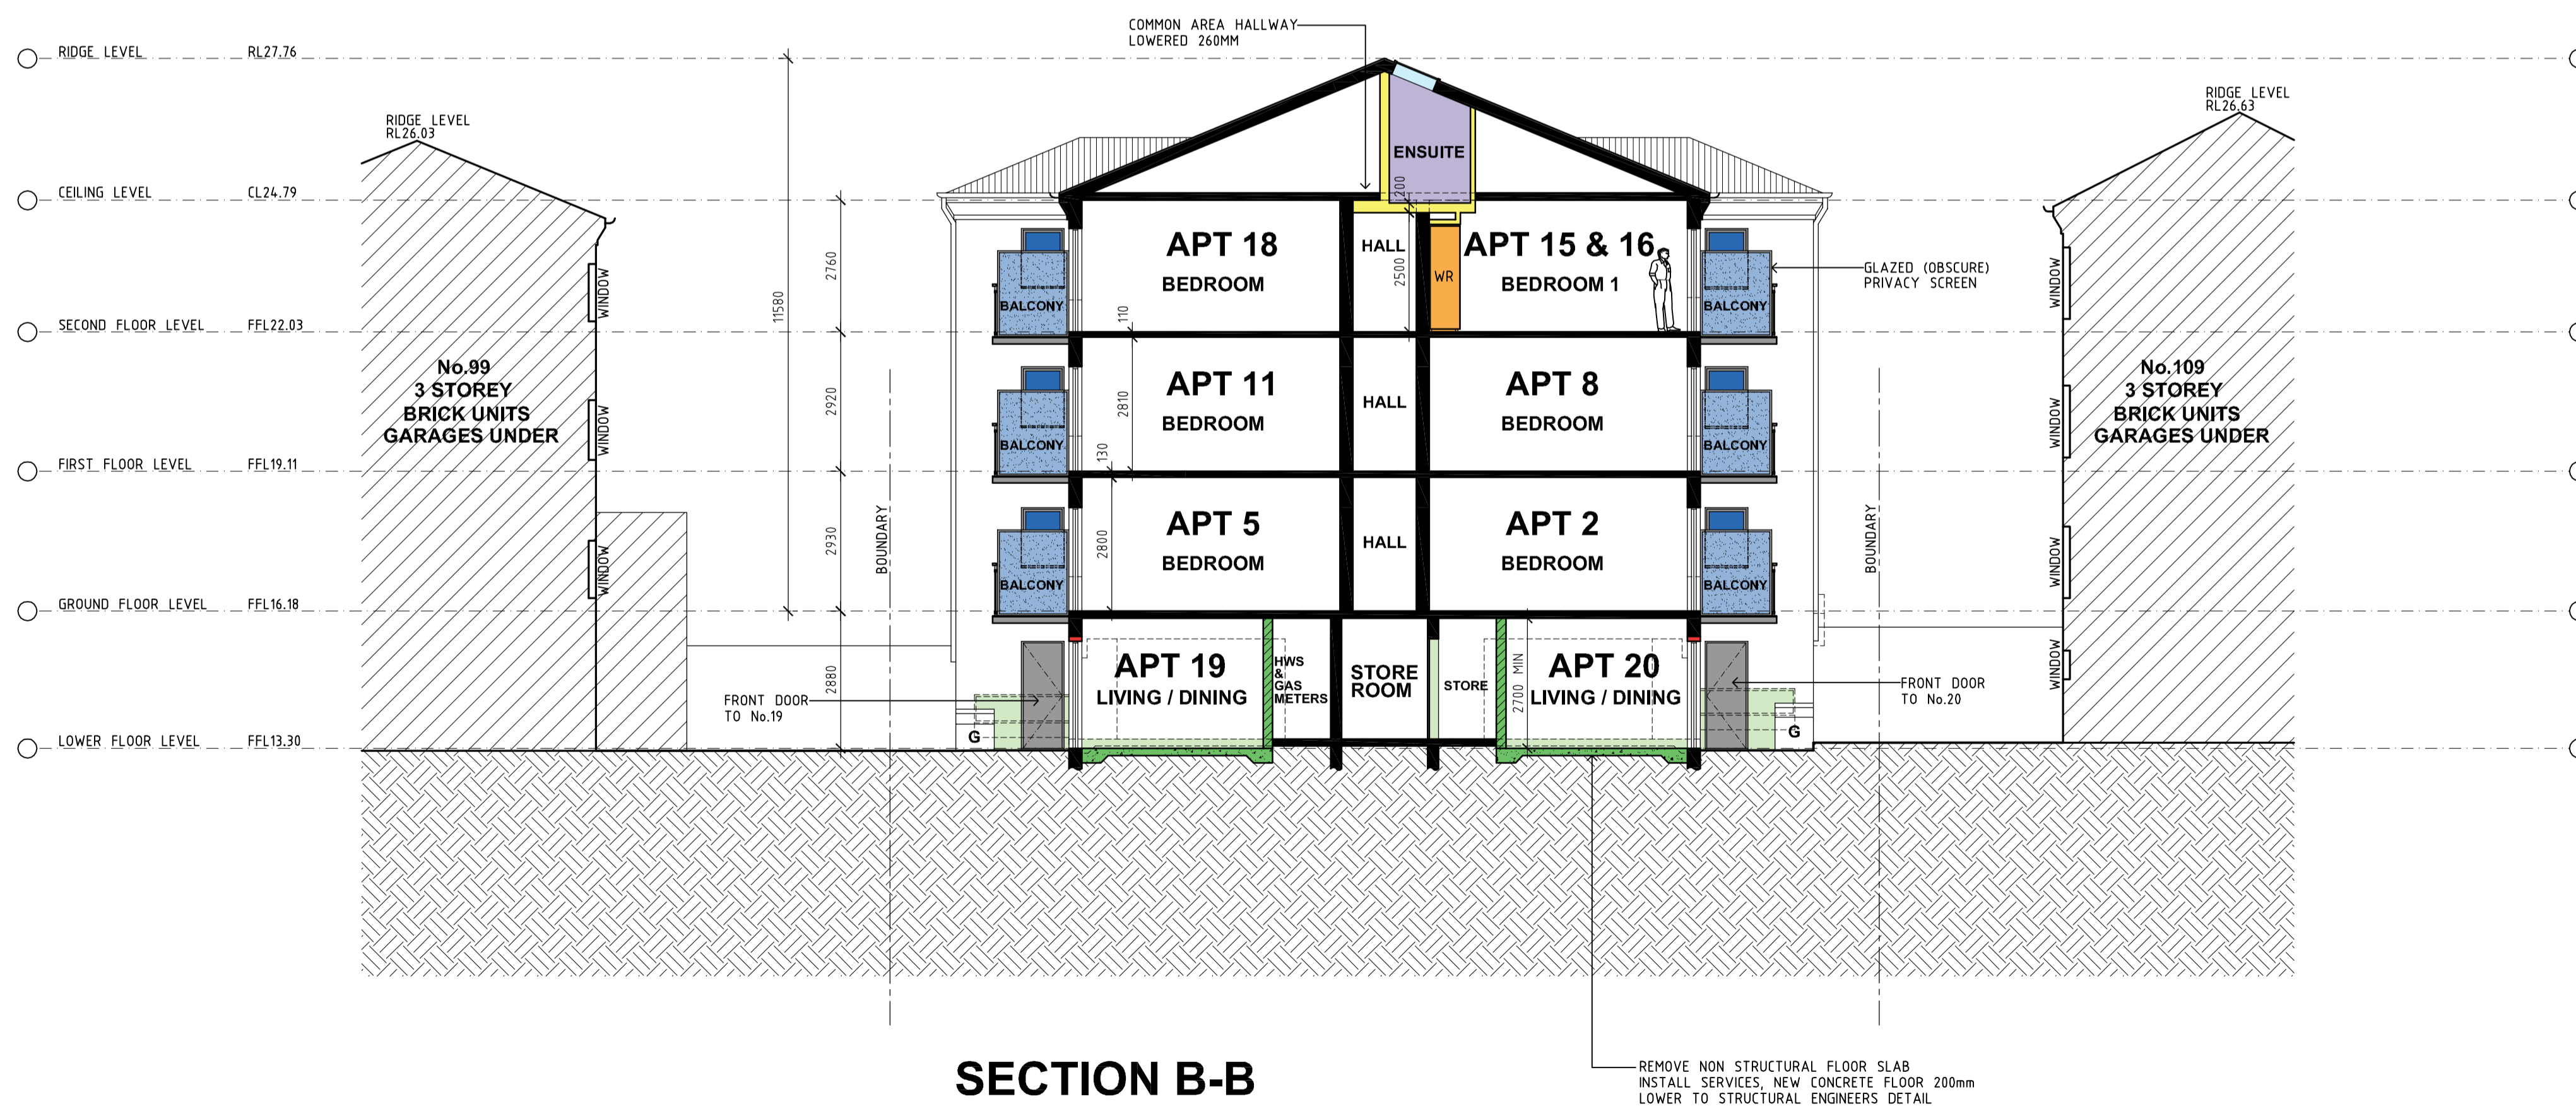 COMMON AREA HALLWAY
LOWERED 260MM
RIDGE LEVEL RL27.76
RIDGE LEVEL
RL26.03
RIDGE LEVEL
RL26.63
ENSUITE
CEILING LEVEL CL24.79
200
APT 18
BEDROOM
HALL
2500
WR
APT 15 & 16
BEDROOM 1
2760
11580
110
BALCONY
BALCONY
GLAZED (OBSCURE)
PRIVACY SCREEN
WINDOW
WINDOW
SECOND FLOOR LEVEL FFL22.03
No.99
3 STOREY
BRICK UNITS
GARAGES UNDER
No.109
3 STOREY
BRICK UNITS
GARAGES UNDER
WINDOW
WINDOW
2920
2810
130
BALCONY
APT 11
BEDROOM
HALL
APT 8
BEDROOM
BALCONY
FIRST FLOOR LEVEL FFL19.11
WINDOW
WINDOW
BOUNDARY
BOUNDARY
2930
2800
BALCONY
APT 5
BEDROOM
HALL
APT 2
BEDROOM
BALCONY
GROUND FLOOR LEVEL FFL16.18
2880
APT 19
LIVING / DINING
HWS
&
GAS
METERS
STORE
ROOM
STORE
2700 MIN
APT 20
LIVING / DINING
WINDOW
FRONT DOOR
TO No.19
FRONT DOOR
TO No.20
G
G
LOWER FLOOR LEVEL FFL13.30
SECTION B-B
REMOVE NON STRUCTURAL FLOOR SLAB
INSTALL SERVICES, NEW CONCRETE FLOOR 200mm
LOWER TO STRUCTURAL ENGINEERS DETAIL